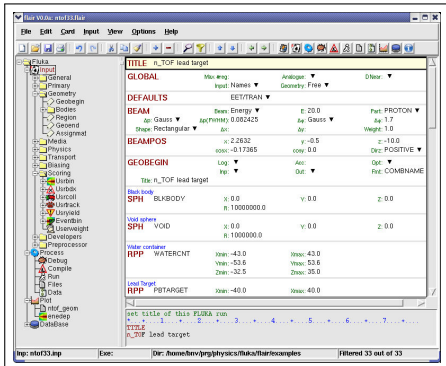 flair V0.0a: ntof33.flair
File Edit Card Input View Options Help
Fluka
Input
General
Primary
Geometry
Geobegin
Bodies
Region
Geoend
Assignmat
Media
Physics
Transport
Biasing
Scoring
Usrbin
Usrbdx
Usrcoll
Usrtrack
Usryield
Eventbin
Userweight
Developers
Preprocessor
Process
Debug
Compile
Run
Files
Data
Plot
ntof_geom
enedep
DataBase
TITLE n_TOF lead target
GLOBAL Max #reg: Analogue: ▼ DNear: ▼
Input: Names ▼ Geometry: Free ▼
DEFAULTS EET/TRAN ▼
BEAM Beam: Energy ▼ E: 20.0 Part: PROTON ▼
Δp: Gauss ▼ Δp(FWHM): 0.082425 Δφ: Gauss ▼ Δφ: 1.7
Shape: Rectangular ▼ Δx: Δy: Weight: 1.0
BEAMPOS x: 2.2632 y: -0.5 z: -10.0
cosx: -0.17365 cosy: 0.0 Dirz: POSITIVE ▼
GEOBEGIN Log: ▼ Acc: Opt: ▼
Inp: ▼ Out: ▼ Fmt: COMBNAME
Title: n_TOF lead target
Black body
SPH BLKBODY x: 0.0 y: 0.0 z: 0.0
R: 10000000.0
Void sphere
SPH VOID x: 0.0 y: 0.0 z: 0.0
R: 1000000.0
Water container
RPP WATERCNT Xmin: -43.0 Xmax: 43.0
Ymin: -53.6 Ymax: 53.6
Zmin: -32.5 Zmax: 35.0
Lead Target
RPP PBTARGET Xmin: -40.0 Xmax: 40.0
set title of this FLUKA run
*...+....1....+....2....+....3....+....4....+....5....+....6....+....7....+....
TITLE
n_TOF lead target
Inp: ntof33.inp Exe: Dir: /home/bnv/prg/physics/fluka/flair/examples Filtered 33 out of 33